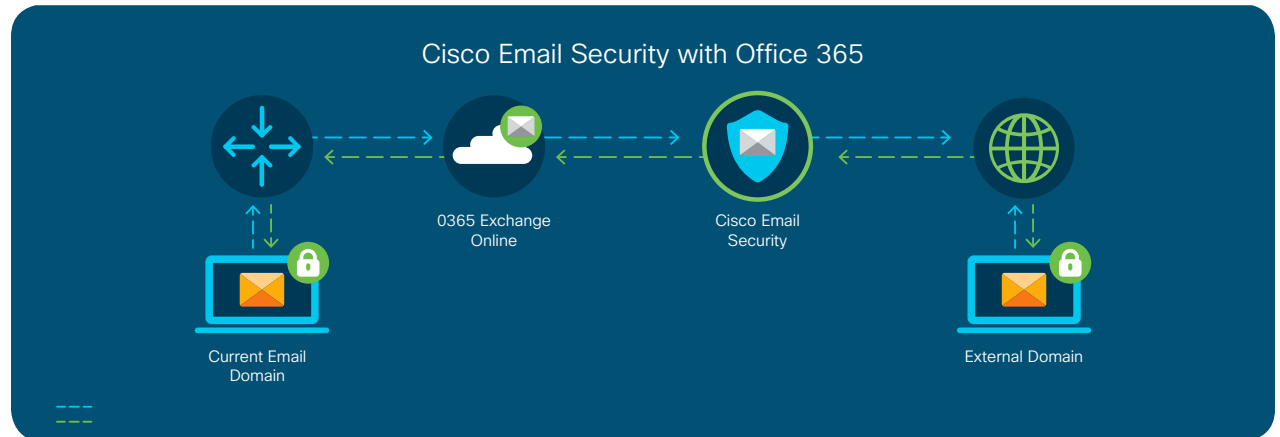 Cisco Email Security with Office 365
0365 Exchange
Online
Cisco Email
Security
Current Email
Domain
External Domain